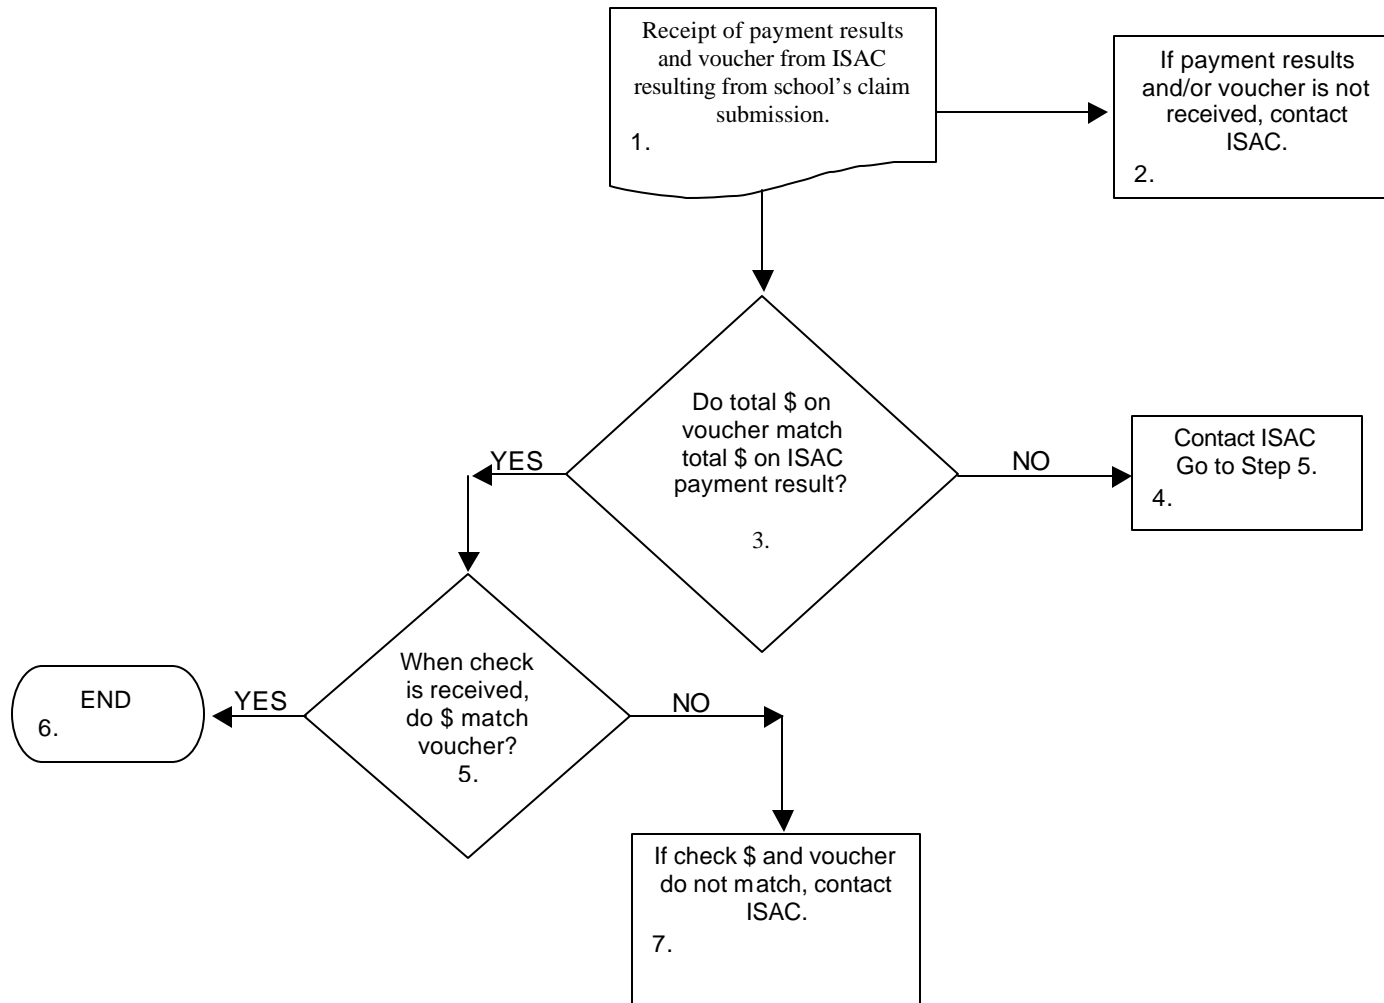 Receipt of payment results
and voucher from ISAC
resulting from school's claim
submission.
1.
If payment results
and/or voucher is not
received, contact
ISAC.
2.
Do total $ on
voucher match
total $ on ISAC
payment result?
3.
YES
NO
Contact ISAC
Go to Step 5.
4.
When check
is received,
do $ match
voucher?
5.
YES
NO
END
6.
If check $ and voucher
do not match, contact
ISAC.
7.